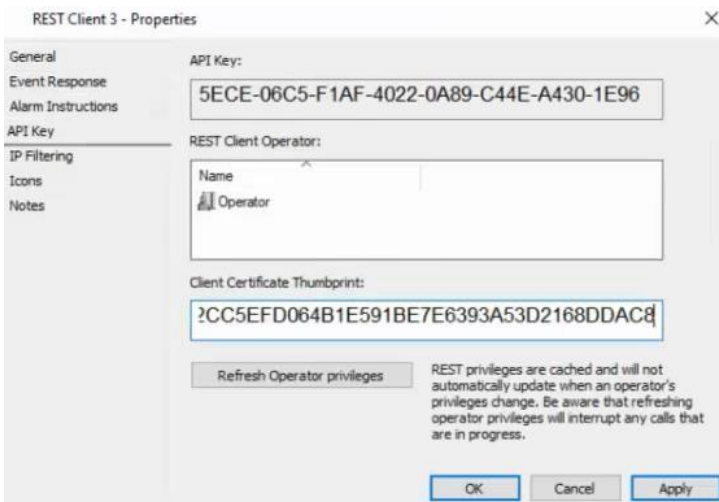 REST Client 3 - Properties
General
Event Response
Alarm Instructions
API Key
IP Filtering
Icons
Notes
API Key:
5ECE-06C5-F1AF-4022-0A89-C44E-A430-1E96
REST Client Operator:
Name
Operator
Client Certificate Thumbprint:
2CC5EFD064B1E591BE7E6393A53D2168DDAC8
Refresh Operator privileges
REST privileges are cached and will not
automatically update when an operator's
privileges change. Be aware that refreshing
operator privileges will interrupt any calls that
are in progress.
OK
Cancel
Apply